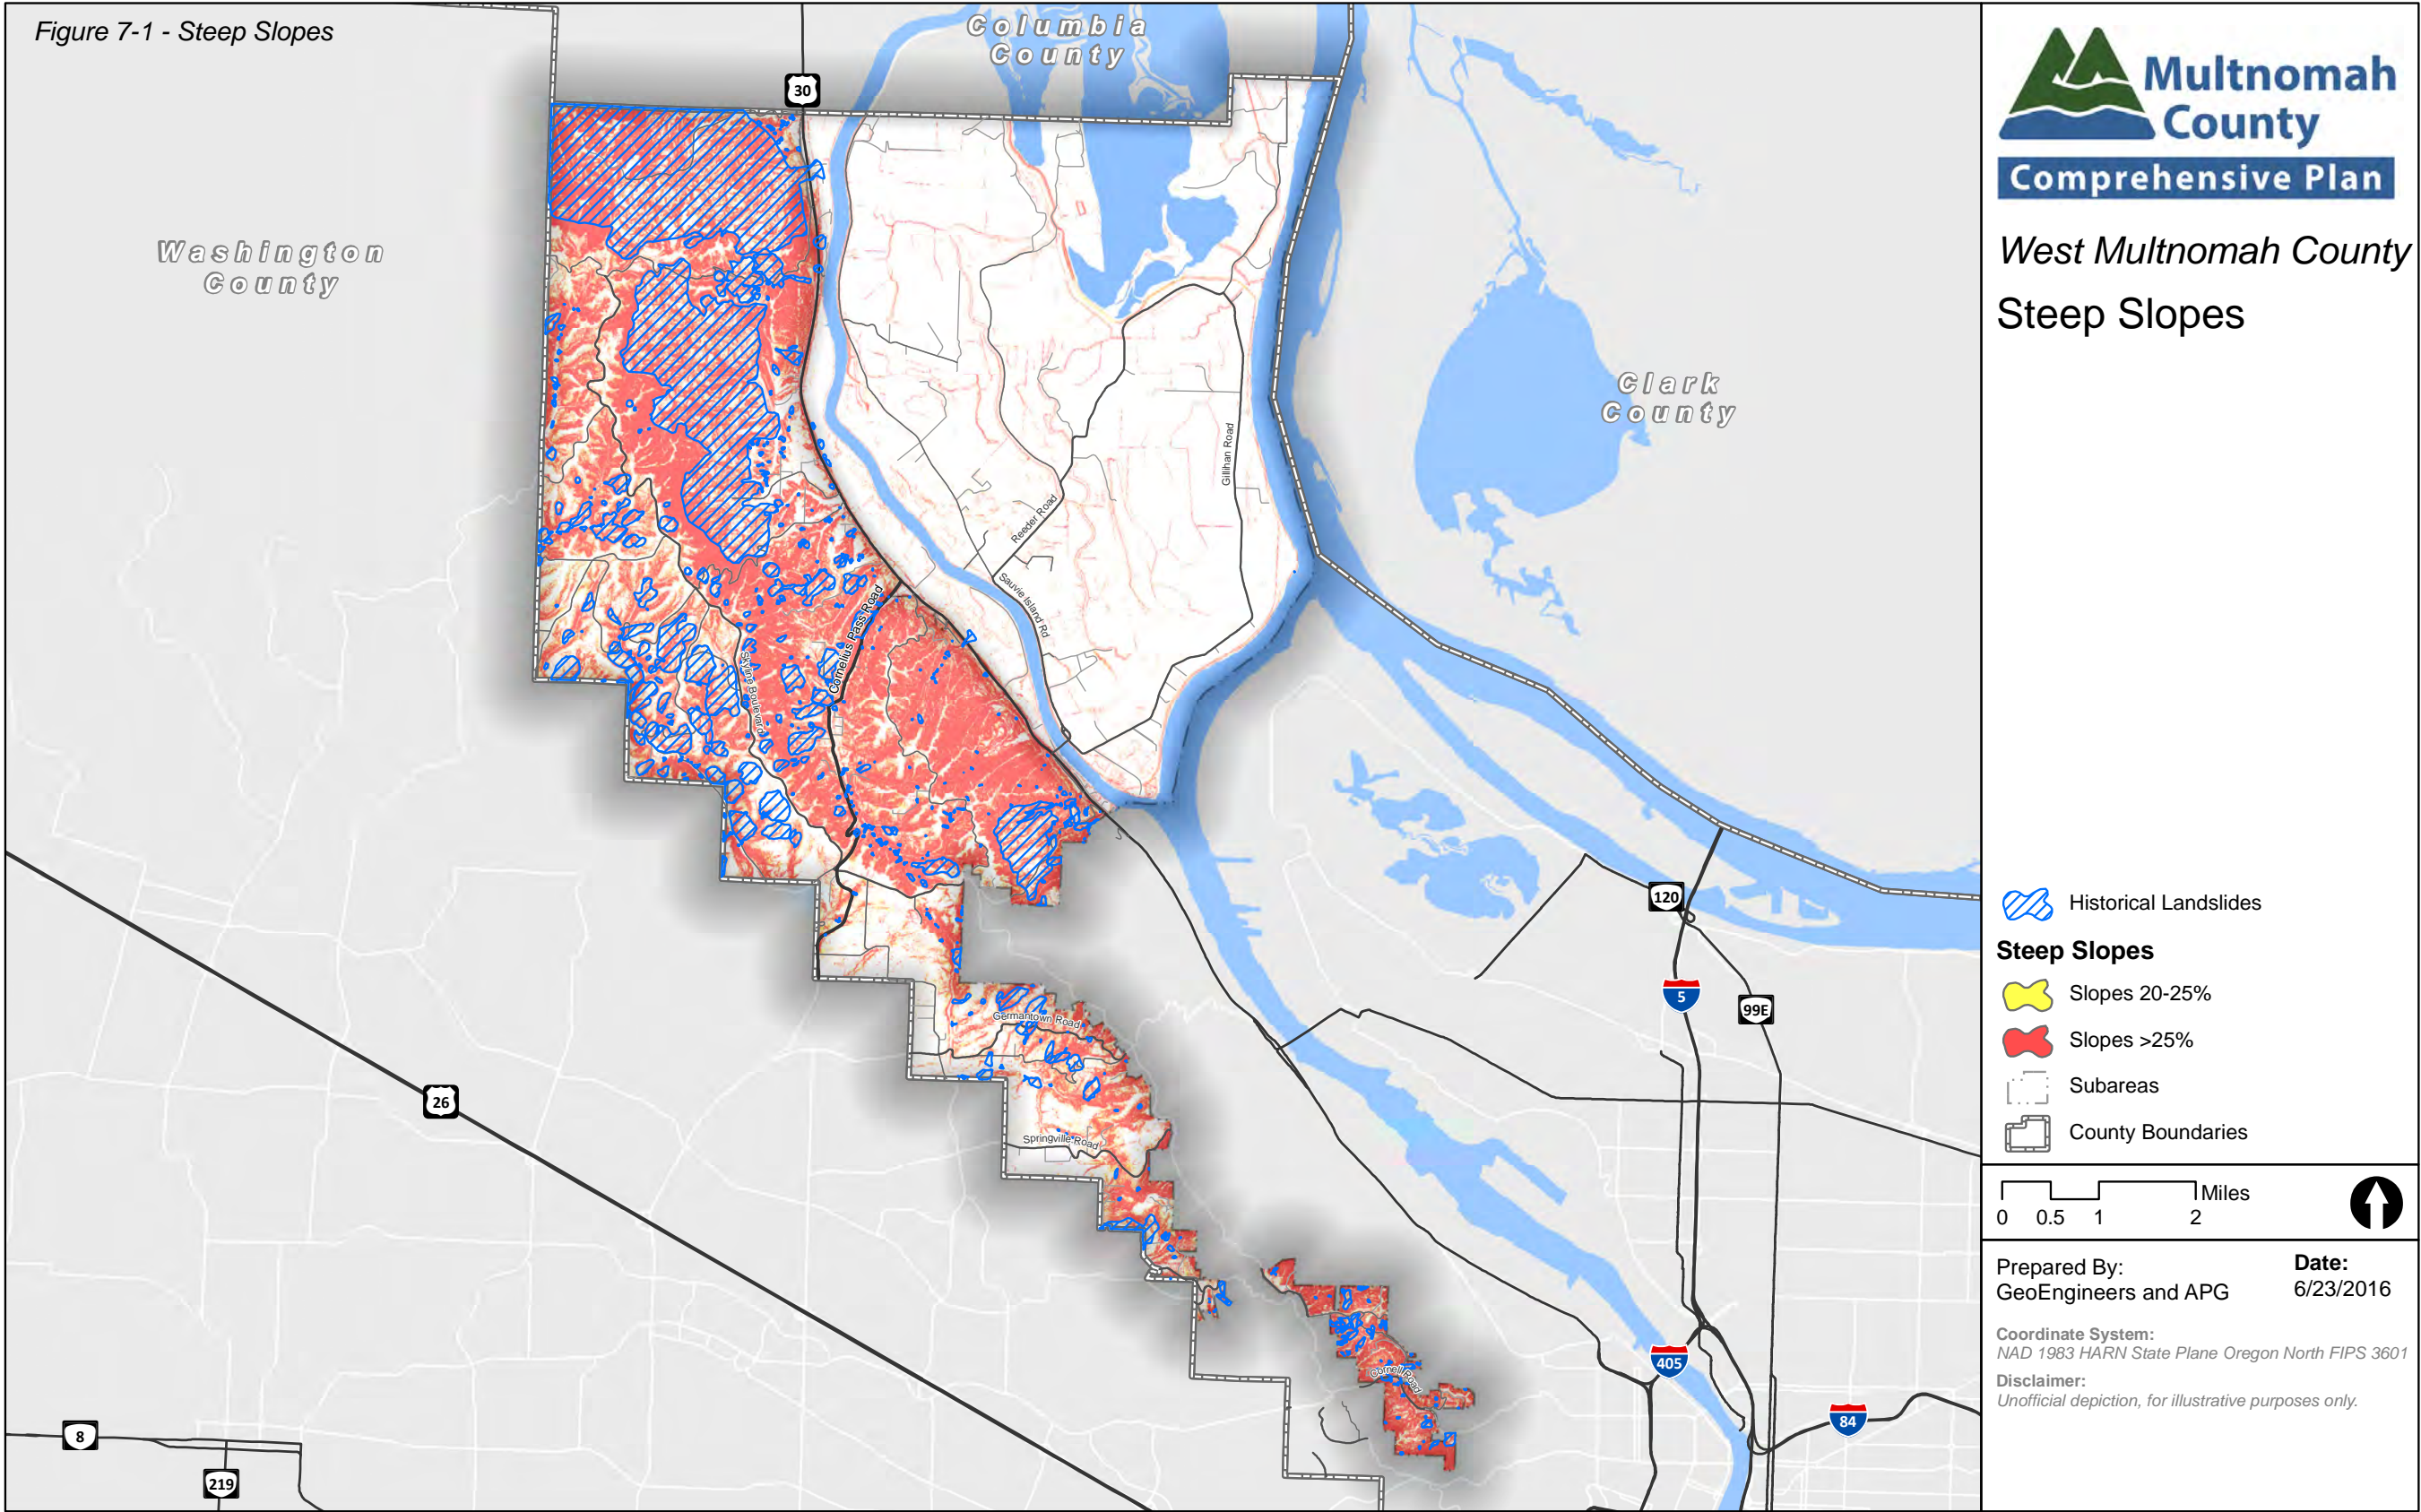 Figure 7-1 - Steep Slopes
Columbia
County
30
Washington
County
Clark
County
Gillihan Road
Reeder Road
Sauvie Island Rd
Cornelius Pass Road
Skyline Boulevard
120
5
99E
Germantown Road
26
Springville Road
405
Cornell Road
84
8
219
Multnomah
County
Comprehensive Plan
West Multnomah County
Steep Slopes
Historical Landslides
Steep Slopes
Slopes 20-25%
Slopes >25%
Subareas
County Boundaries
Miles
0 0.5 1 2
Prepared By:
GeoEngineers and APG
Date:
6/23/2016
Coordinate System:
NAD 1983 HARN State Plane Oregon North FIPS 3601
Disclaimer:
Unofficial depiction, for illustrative purposes only.